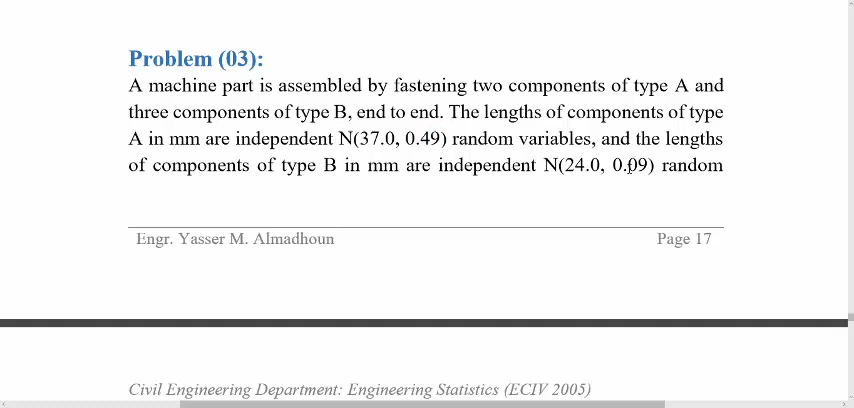 Problem (03):
A machine part is assembled by fastening two components of type A and
three components of type B, end to end. The lengths of components of type
A in mm are independent N(37.0, 0.49) random variables, and the lengths
of components of type B in mm are independent N(24.0, 0.09) random
Engr. Yasser M. Almadhoun Page 17
Civil Engineering Department: Engineering Statistics (ECIV 2005)